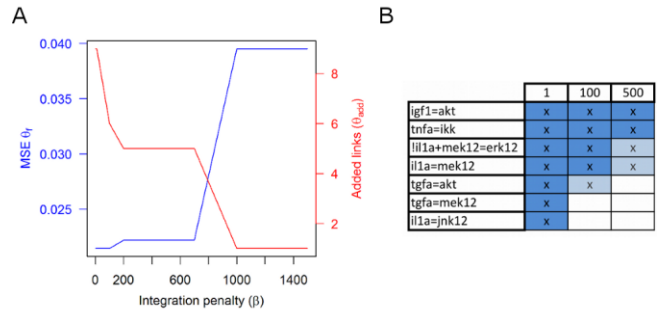 A
B
0.040
0.035
0.030
0.025
MSE θf
8
6
4
2
Added links (θadd)
0 200 600 1000 1400
Integration penalty (β)
1 100 500
igf1=akt x x x
tnfa=ikk x x x
!il1a+mek12=erk12 x x x
il1a=mek12 x x x
tgfa=akt x x
tgfa=mek12 x
il1a=jnk12 x